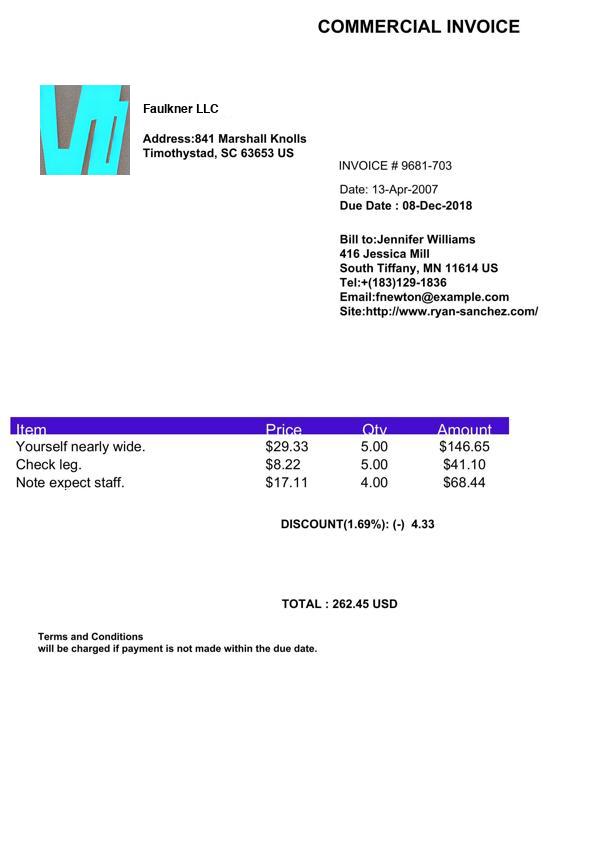 COMMERCIAL INVOICE
Faulkner LLC
Address:841 Marshall Knolls
Timothystad, SC 63653 US
INVOICE # 9681-703
Date: 13-Apr-2007
Due Date : 08-Dec-2018
Bill to:Jennifer Williams
416 Jessica Mill
South Tiffany, MN 11614 US
Tel:+(183)129-1836
Email:fnewton@example.com
Site:http://www.ryan-sanchez.com/
Item Price Qty Amount
Yourself nearly wide. $29.33 5.00 $146.65
Check leg. $8.22 5.00 $41.10
Note expect staff. $17.11 4.00 $68.44
DISCOUNT(1.69%): (-) 4.33
TOTAL : 262.45 USD
Terms and Conditions
will be charged if payment is not made within the due date.